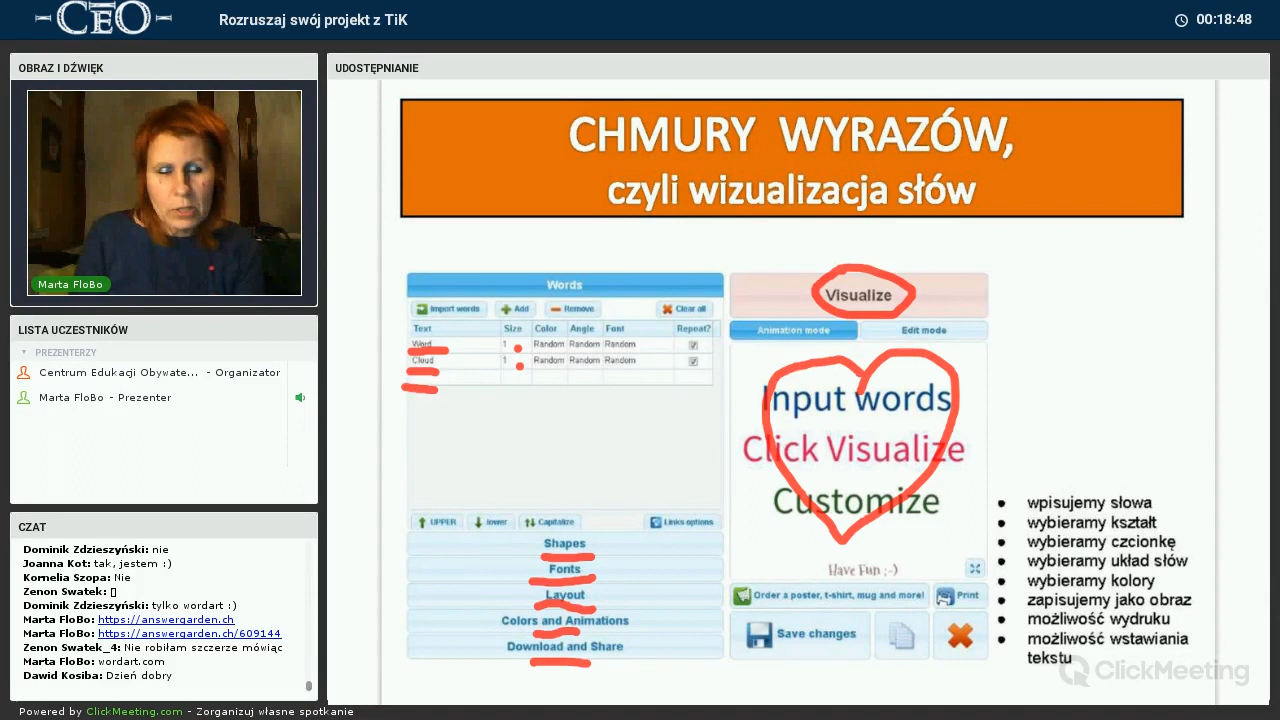 CEO
Rozruszaj swój projekt z TiK
00:18:48
OBRAZ I DŹWIĘK
Marta FloBo
LISTA UCZESTNIKÓW
PREZENTERZY
Centrum Edukacji Obywate... - Organizator
Marta FloBo - Prezenter
CZAT
Dominik Zdzieszyński: nie
Joanna Kot: tak, jestem :)
Kornelia Szopa: Nie
Zenon Swatek:
Dominik Zdzieszyński: tylko wordart :)
Marta FloBo: https://answergarden.ch
Marta FloBo: https://answergarden.ch/609144
Zenon Swatek_4: Nie robiłam szczerze mówiąc
Marta FloBo: wordart.com
Dawid Kosiba: Dzień dobry
UDOSTĘPNIANIE
CHMURY WYRAZÓW,
czyli wizualizacja słów
Words
Import words Add Remove Clear all
Text Size Color Angle Font Repeat?
Word 1 Random Random Random
Cloud 1 Random Random Random
UPPER lower Capitalize Links options
Shapes
Fonts
Layout
Colors and Animations
Download and Share
Visualize
Animation mode Edit mode
Input words
Click Visualize
Customize
Have Fun ;-)
Order a poster, t-shirt, mug and more! Print
Save changes
• wpisujemy słowa
• wybieramy kształt
• wybieramy czcionkę
• wybieramy układ słów
• wybieramy kolory
• zapisujemy jako obraz
• możliwość wydruku
• możliwość wstawiania
tekstu
ClickMeeting
Powered by ClickMeeting.com - Zorganizuj własne spotkanie